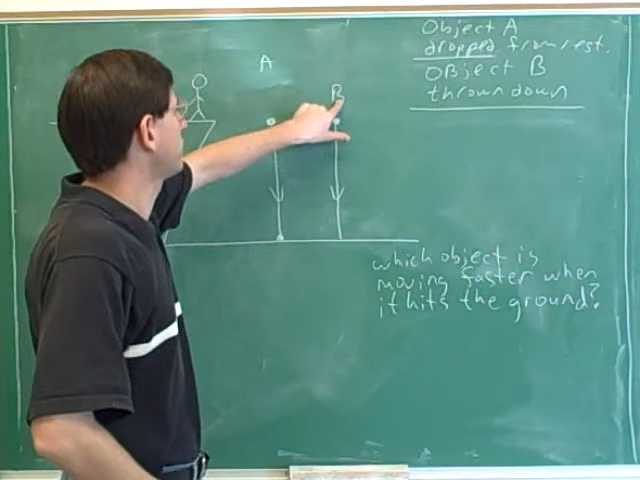 Object A
dropped from rest.
OBject B
thrown down
A
B
which object is
moving faster when
it hits the ground?